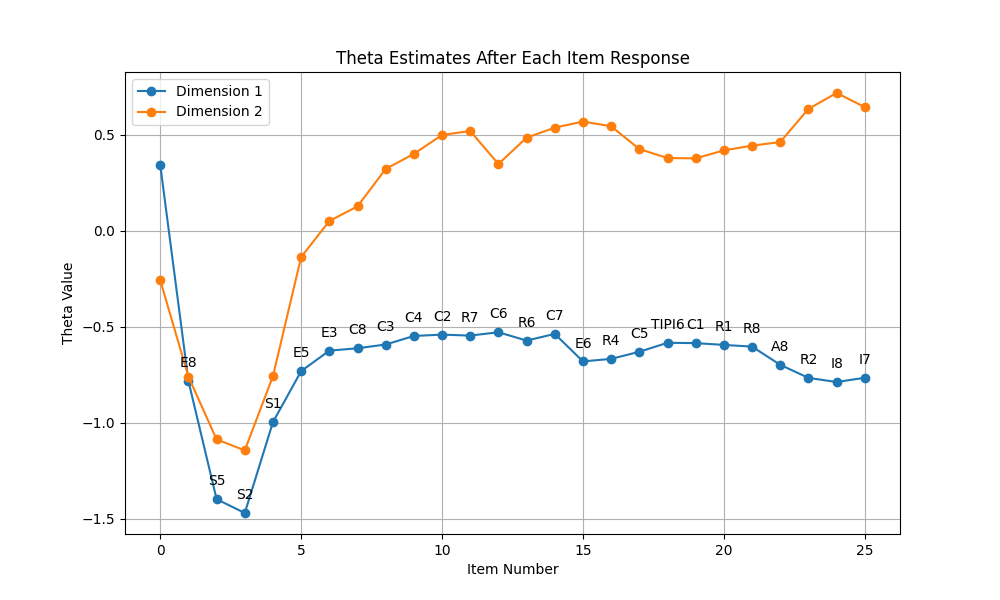 Theta Estimates After Each Item Response
Dimension 1
Dimension 2
Theta Value
0.5
0.0
−0.5
−1.0
−1.5
E8
S5
S2
S1
E5
E3
C8
C3
C4
C2
R7
C6
R6
C7
E6
R4
C5
TIPI6
C1
R1
R8
A8
R2
I8
I7
0 5 10 15 20 25
Item Number